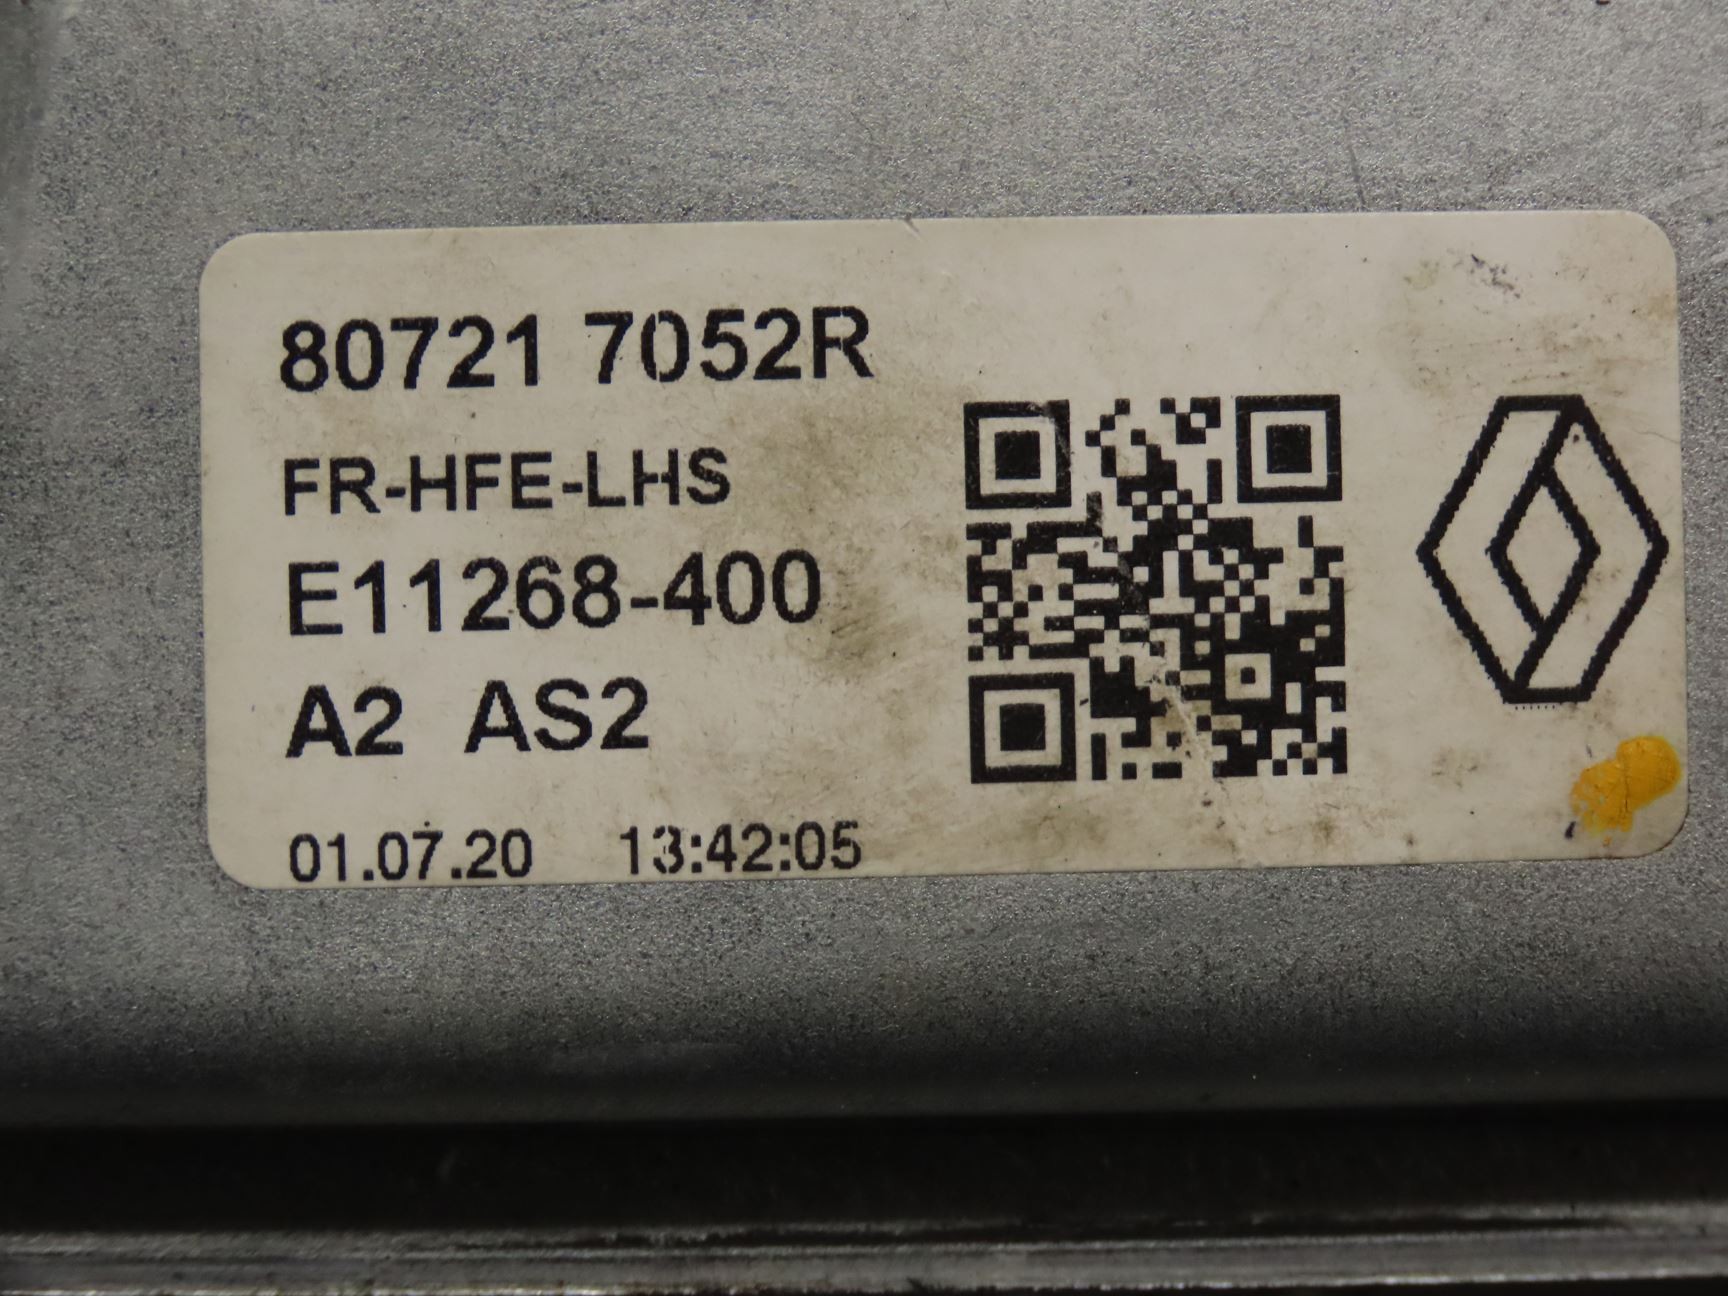 80721 7052R
FR-HFE-LHS
E11268-400
A2 AS2
01.07.20 13:42:05